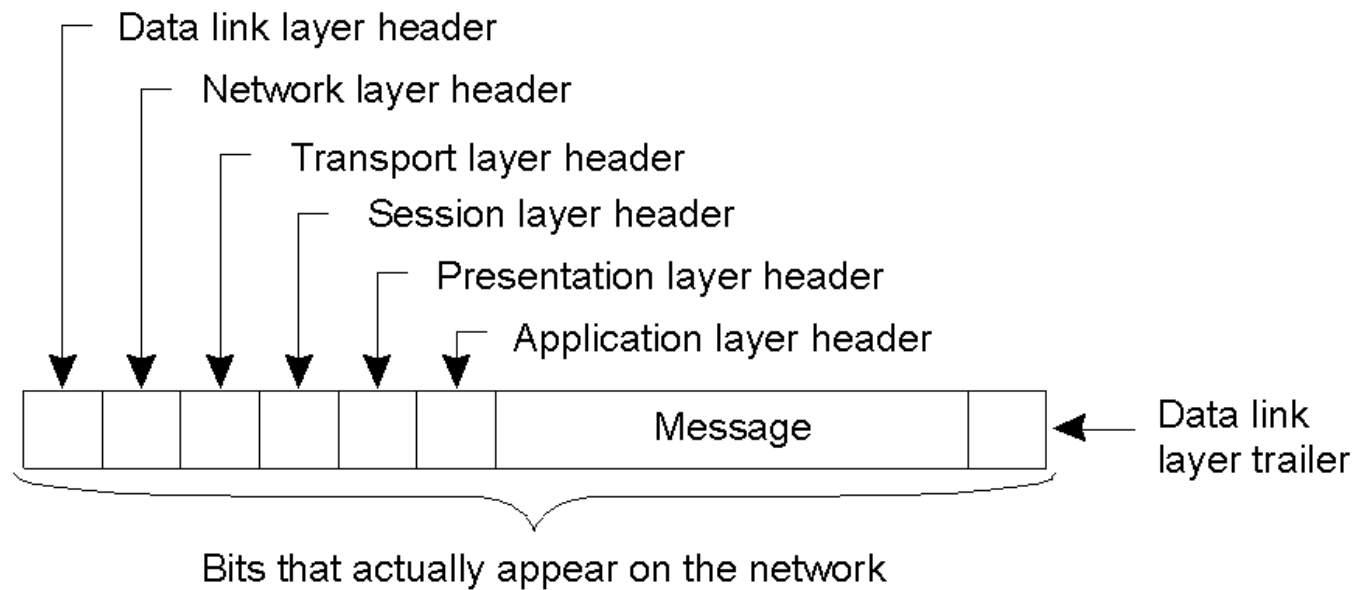 Data link layer header
Network layer header
Transport layer header
Session layer header
Presentation layer header
Application layer header
Message
Data link
layer trailer
Bits that actually appear on the network